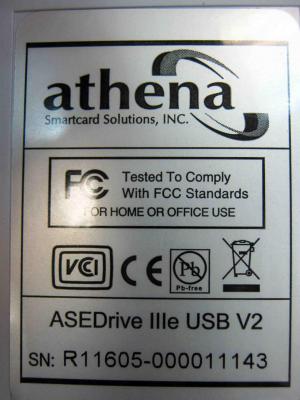 athena
Smartcard Solutions, INC.
FC Tested To Comply
With FCC Standards
FOR HOME OR OFFICE USE
VCI CE Pb
Pb-free
ASEDrive IIIe USB V2
SN: R11605-000011143